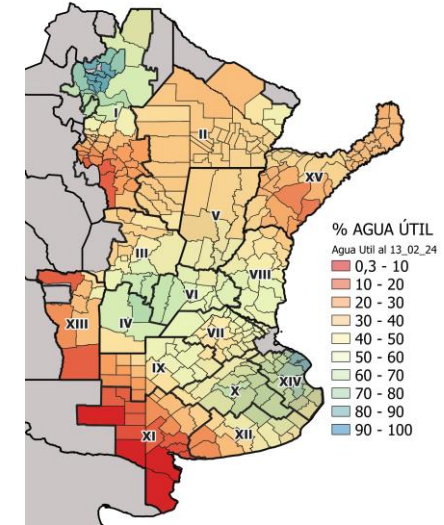 I
II
XV
V
III
VIII
VI
XIII
IV
VII
IX
XIV
X
XI
XII
% AGUA ÚTIL
Agua Util al 13_02_24
0,3 - 10
10 - 20
20 - 30
30 - 40
40 - 50
50 - 60
60 - 70
70 - 80
80 - 90
90 - 100